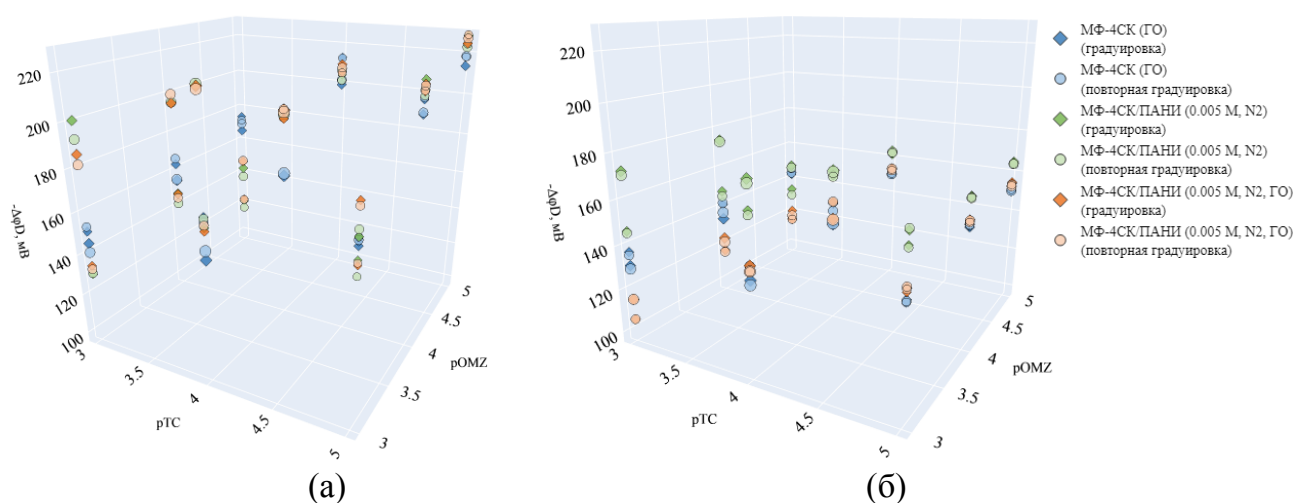 220
200
180
160
140
120
100
-ΔφD, мВ
3
3.5
4
4.5
5
pTC
3
3.5
4
4.5
5
pOMZ
(а)
220
200
180
160
140
120
100
-ΔφD, мВ
3
3.5
4
4.5
5
pTC
3
3.5
4
4.5
5
pOMZ
(б)
МФ-4СК (ГО)
(градуировка)
МФ-4СК (ГО)
(повторная градуировка)
МФ-4СК/ПАНИ (0.005 М, N2)
(градуировка)
МФ-4СК/ПАНИ (0.005 М, N2)
(повторная градуировка)
МФ-4СК/ПАНИ (0.005 М, N2, ГО)
(градуировка)
МФ-4СК/ПАНИ (0.005 М, N2, ГО)
(повторная градуировка)